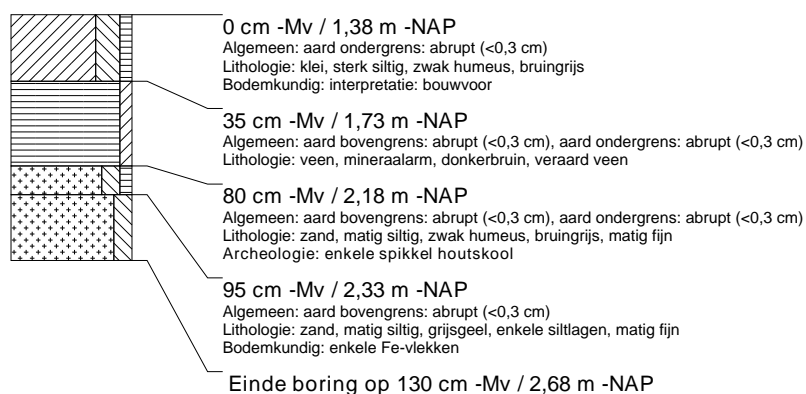 0 cm -Mv / 1,38 m -NAP
Algemeen: aard ondergrens: abrupt (<0,3 cm)
Lithologie: klei, sterk siltig, zwak humeus, bruingrijs
Bodemkundig: interpretatie: bouwvoor
35 cm -Mv / 1,73 m -NAP
Algemeen: aard bovengrens: abrupt (<0,3 cm), aard ondergrens: abrupt (<0,3 cm)
Lithologie: veen, mineraalarm, donkerbruin, veraard veen
80 cm -Mv / 2,18 m -NAP
Algemeen: aard bovengrens: abrupt (<0,3 cm), aard ondergrens: abrupt (<0,3 cm)
Lithologie: zand, matig siltig, zwak humeus, bruingrijs, matig fijn
Archeologie: enkele spikkel houtskool
95 cm -Mv / 2,33 m -NAP
Algemeen: aard bovengrens: abrupt (<0,3 cm)
Lithologie: zand, matig siltig, grijsgeel, enkele siltlagen, matig fijn
Bodemkundig: enkele Fe-vlekken
Einde boring op 130 cm -Mv / 2,68 m -NAP